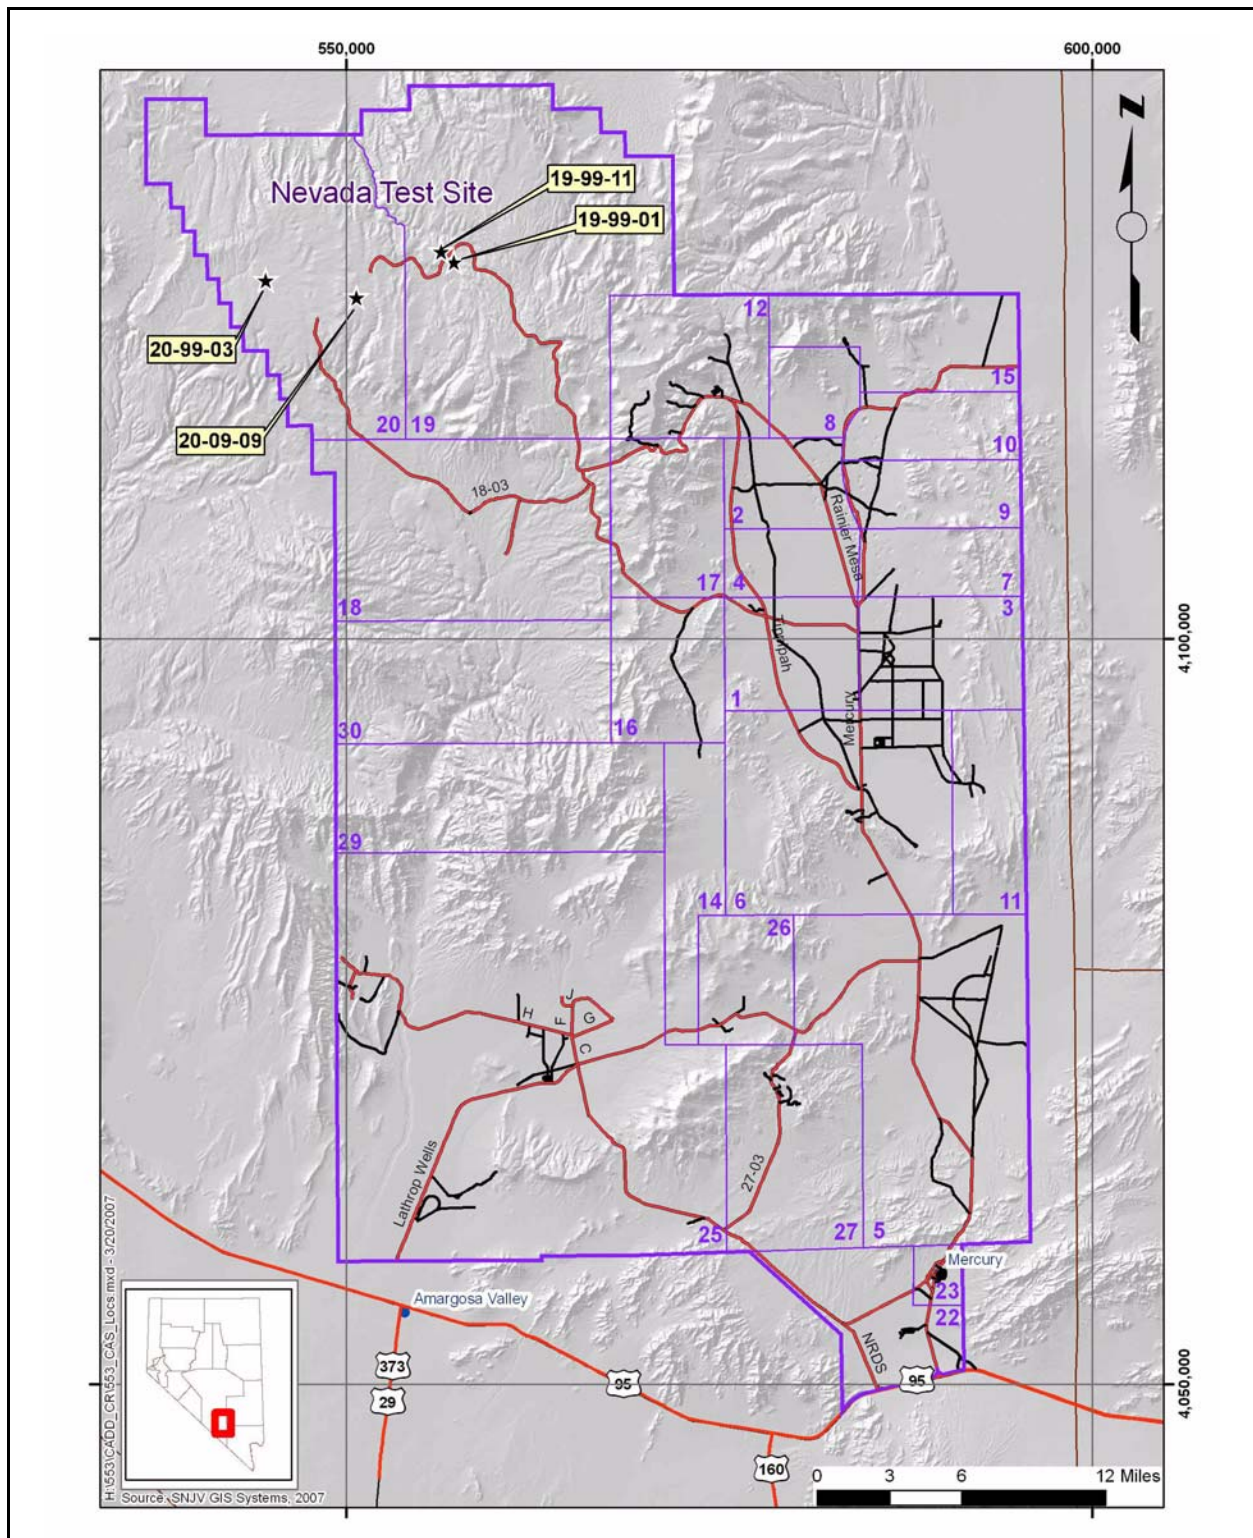 550,000
600,000
N
19-99-11
Nevada Test Site
19-99-01
12
20-99-03
15
20
19
8
20-09-09
10
18-03
2
Rainier Mesa
9
17
4
7
18
3
4,100,000
Tippipah
1
Mercury
30
16
29
14
6
11
26
J
H
F
G
C
Lathrop Wells
27-03
25
27
5
Mercury
23
22
Amargosa Valley
NRDS
373
95
95
29
4,050,000
160
0 3 6 12 Miles
H:\553\CADD_CR\553_CAS_Locs.mxd - 3/20/2007
Source: SNJV GIS Systems, 2007